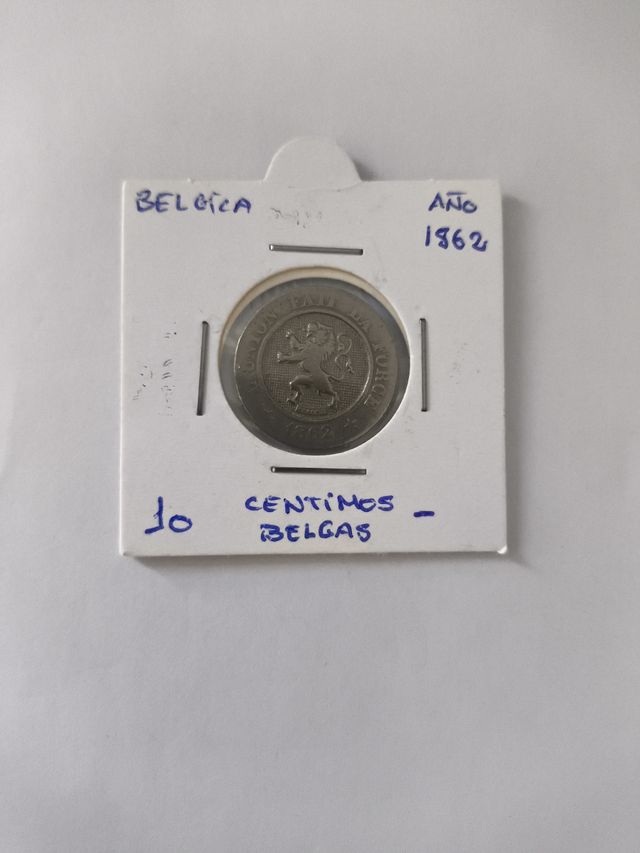 BELGICA
AÑO
1862
L'UNION FAIT LA FORCE
1862
10
CENTIMOS -
BELGAS